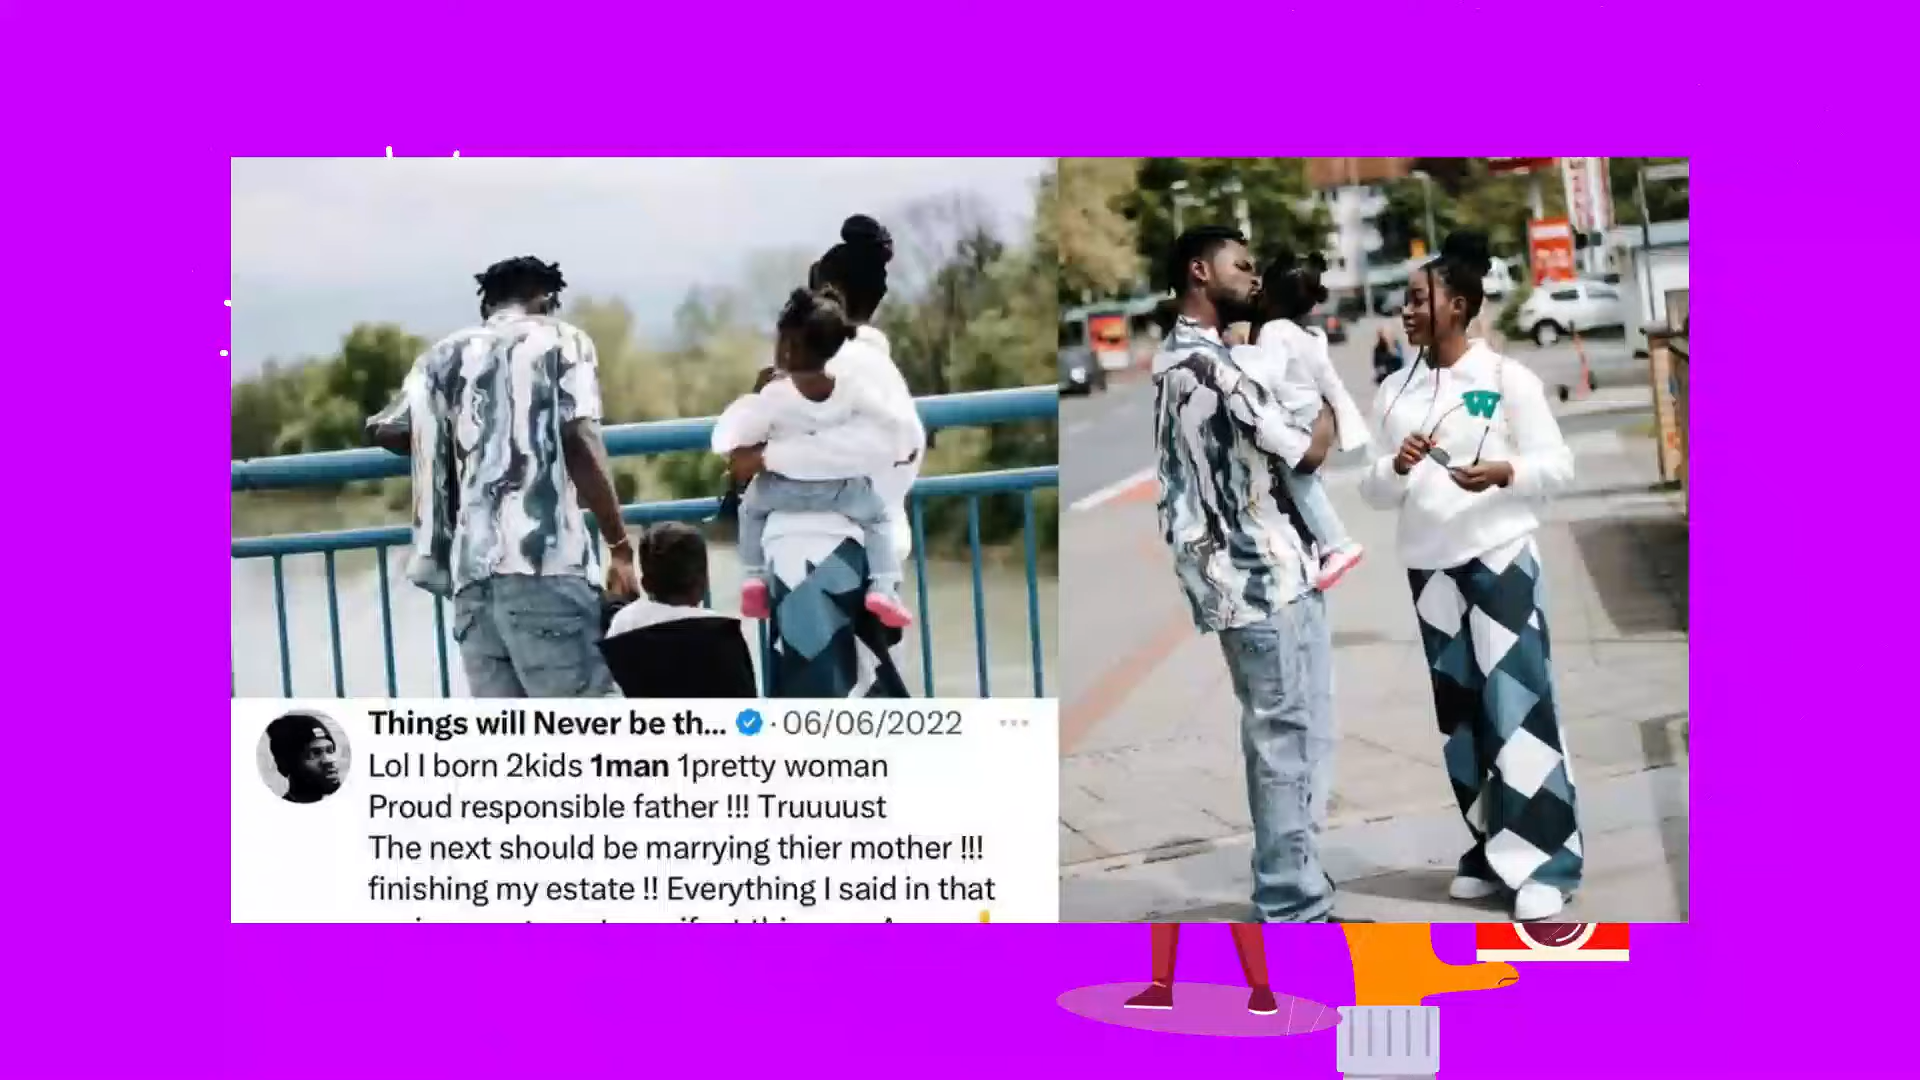 Things will Never be th... · 06/06/2022
Lol I born 2kids 1man 1pretty woman
Proud responsible father !!! Truuuust
The next should be marrying thier mother !!!
finishing my estate !! Everything I said in that
W